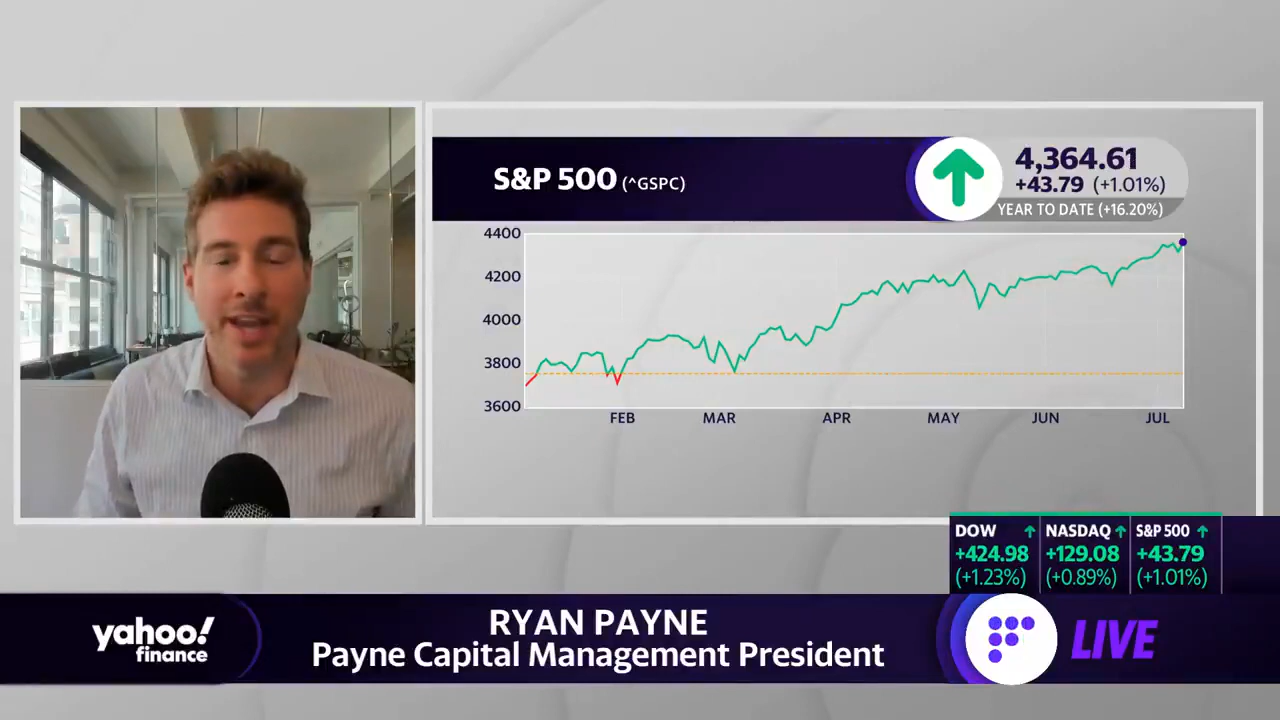 S&P 500 (^GSPC)
4,364.61
+43.79 (+1.01%)
YEAR TO DATE (+16.20%)
4400
4200
4000
3800
3600
FEB MAR APR MAY JUN JUL
DOW NASDAQ S&P 500
+424.98 +129.08 +43.79
(+1.23%) (+0.89%) (+1.01%)
yahoo!
finance
RYAN PAYNE
Payne Capital Management President
LIVE